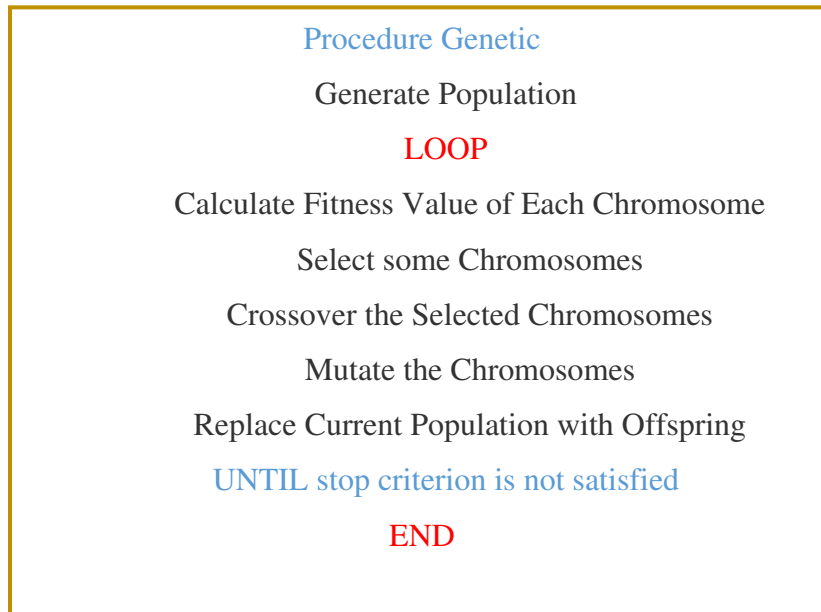 Procedure Genetic
Generate Population
LOOP
Calculate Fitness Value of Each Chromosome
Select some Chromosomes
Crossover the Selected Chromosomes
Mutate the Chromosomes
Replace Current Population with Offspring
UNTIL stop criterion is not satisfied
END